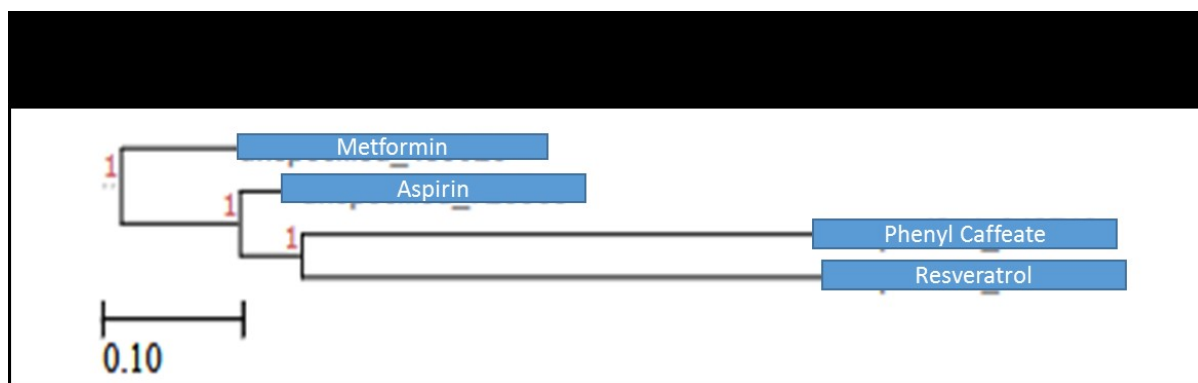 Metformin
1
Aspirin
1
Phenyl Caffeate
1
Resveratrol
0.10